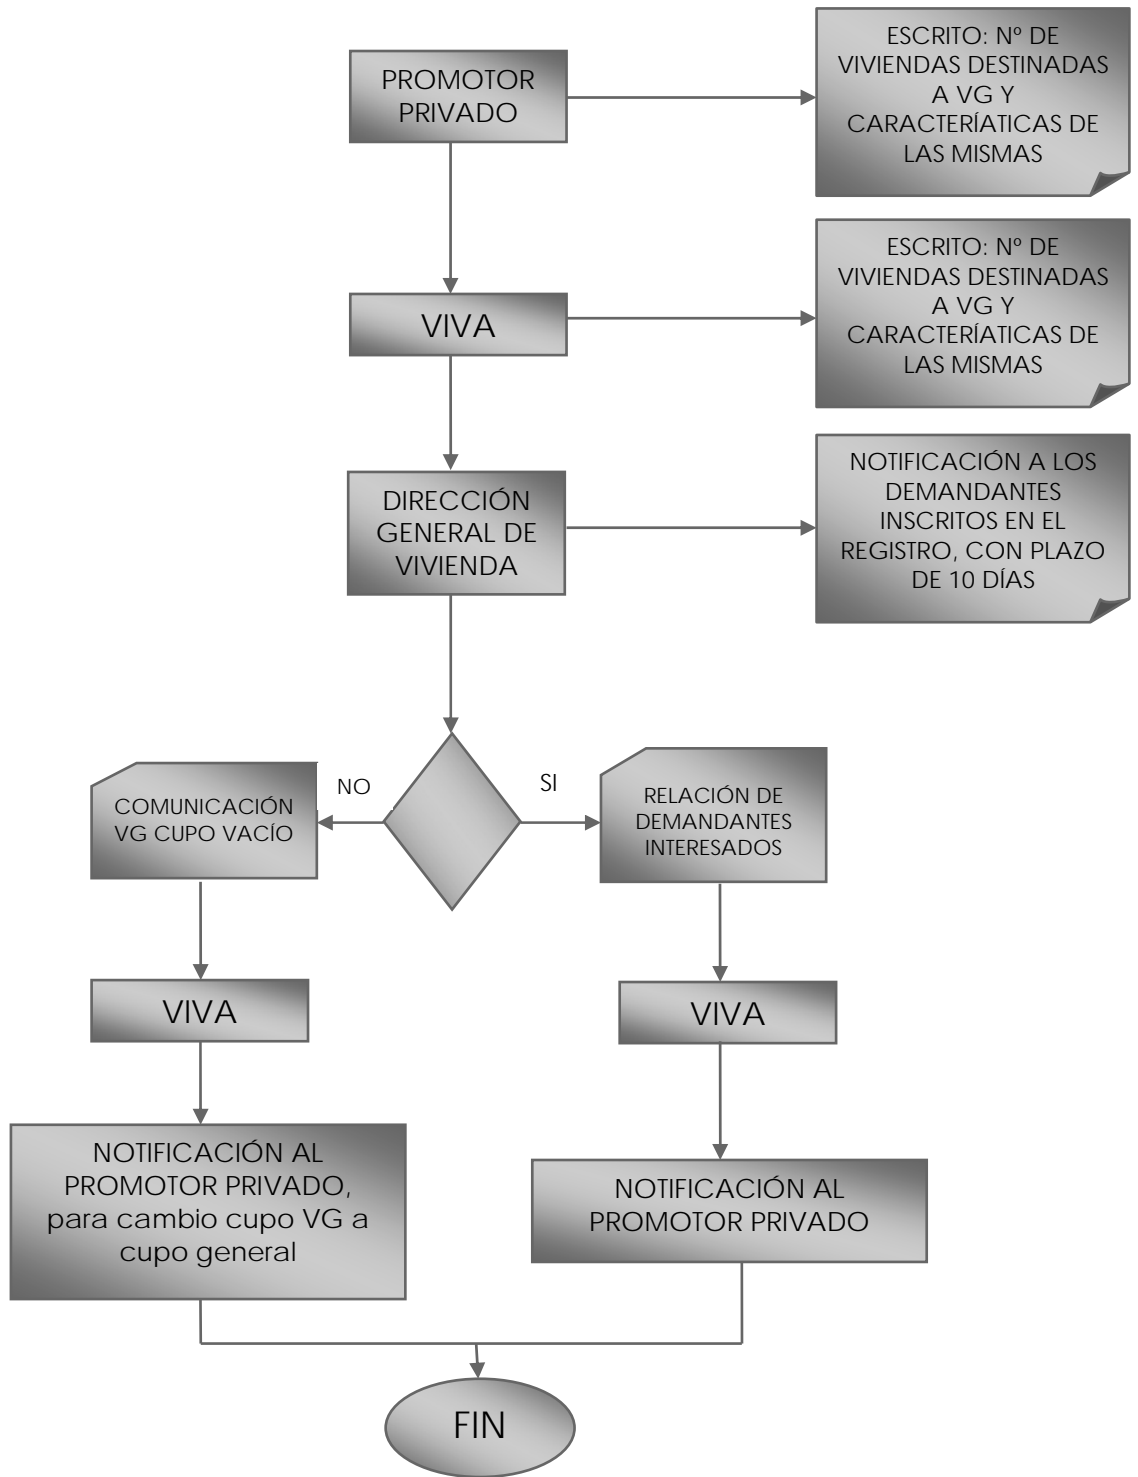 PROMOTOR
PRIVADO
ESCRITO: Nº DE
VIVIENDAS DESTINADAS
A VG Y
CARACTERÍATICAS DE
LAS MISMAS
VIVA
ESCRITO: Nº DE
VIVIENDAS DESTINADAS
A VG Y
CARACTERÍATICAS DE
LAS MISMAS
DIRECCIÓN
GENERAL DE
VIVIENDA
NOTIFICACIÓN A LOS
DEMANDANTES
INSCRITOS EN EL
REGISTRO, CON PLAZO
DE 10 DÍAS
NO
SI
COMUNICACIÓN
VG CUPO VACÍO
RELACIÓN DE
DEMANDANTES
INTERESADOS
VIVA
VIVA
NOTIFICACIÓN AL
PROMOTOR PRIVADO,
para cambio cupo VG a
cupo general
NOTIFICACIÓN AL
PROMOTOR PRIVADO
FIN